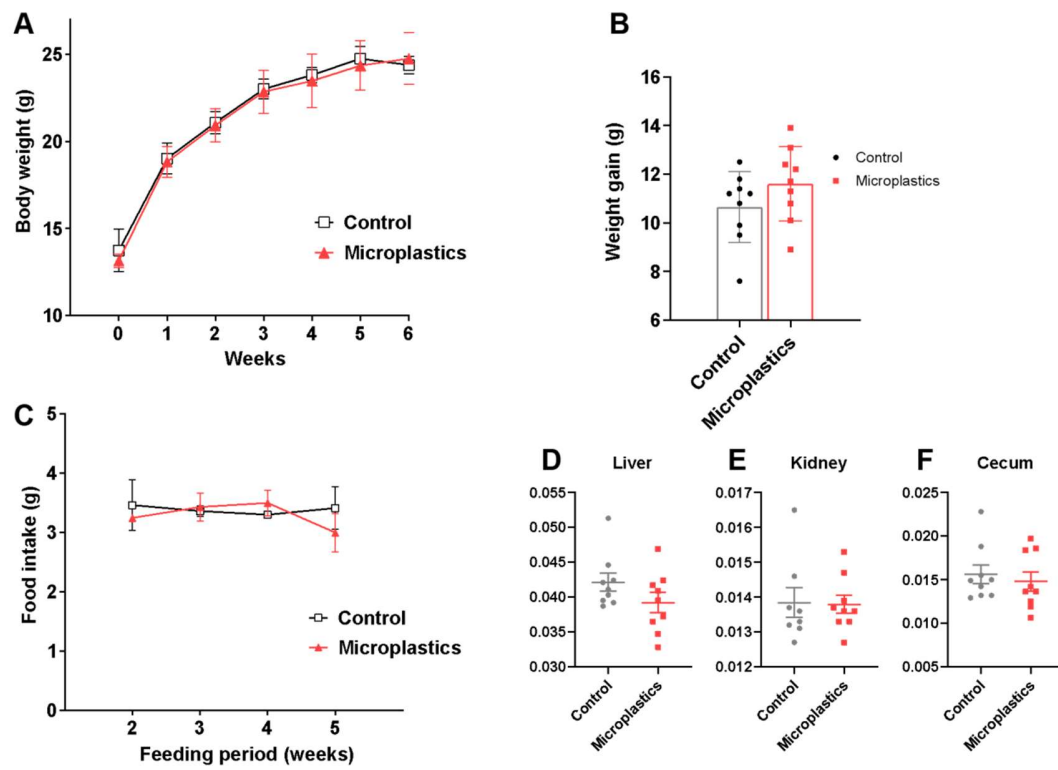 A
Body weight (g)
25
20
15
10
0 1 2 3 4 5 6
Weeks
Control
Microplastics
B
Weight gain (g)
16
14
12
10
8
6
Control
Microplastics
Control
Microplastics
C
Food intake (g)
5
4
3
2
1
0
2 3 4 5
Feeding period (weeks)
Control
Microplastics
D Liver
0.055
0.050
0.045
0.040
0.035
0.030
Control
Microplastics
E Kidney
0.017
0.016
0.015
0.014
0.013
0.012
Control
Microplastics
F Cecum
0.025
0.020
0.015
0.010
0.005
Control
Microplastics